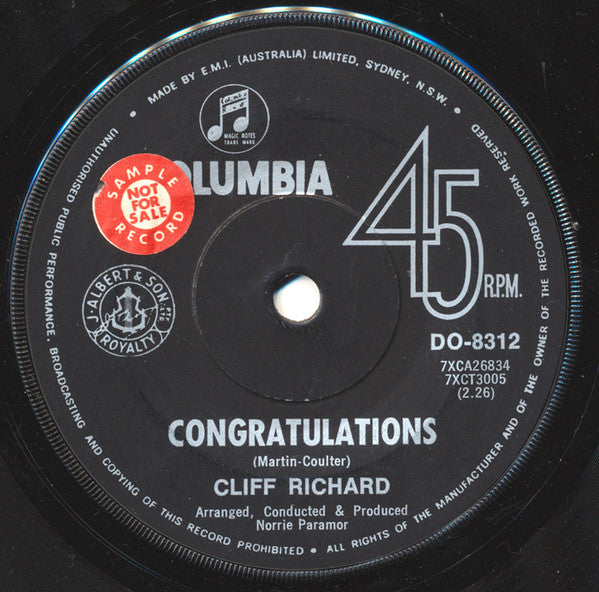 MADE BY E.M.I. (AUSTRALIA) LIMITED, SYDNEY, N.S.W.
MAGIC NOTES
TRADE MARK
OLUMBIA
SAMPLE
NOT
FOR
SALE
RECORD
45
R.P.M.
J. ALBERT & SON
ROYALTY
DO-8312
7XCA26834
7XCT3005
(2.26)
CONGRATULATIONS
(Martin-Coulter)
CLIFF RICHARD
Arranged, Conducted & Produced
Norrie Paramor
UNAUTHORISED PUBLIC PERFORMANCE, BROADCASTING AND COPYING OF THIS RECORD PROHIBITED • ALL RIGHTS OF THE MANUFACTURER AND OF THE OWNER OF THE RECORDED WORK RESERVED